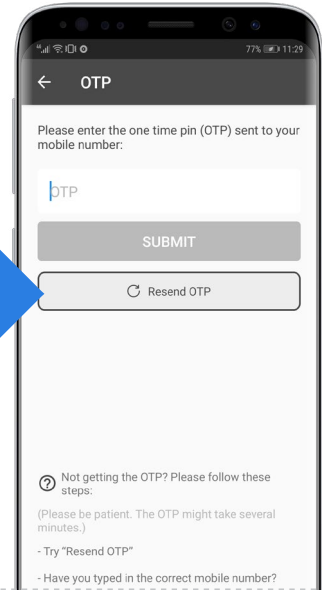 77% 11:29
OTP
Please enter the one time pin (OTP) sent to your
mobile number:
OTP
SUBMIT
Resend OTP
Not getting the OTP? Please follow these
steps:
(Please be patient. The OTP might take several
minutes.)
- Try "Resend OTP"
- Have you typed in the correct mobile number?